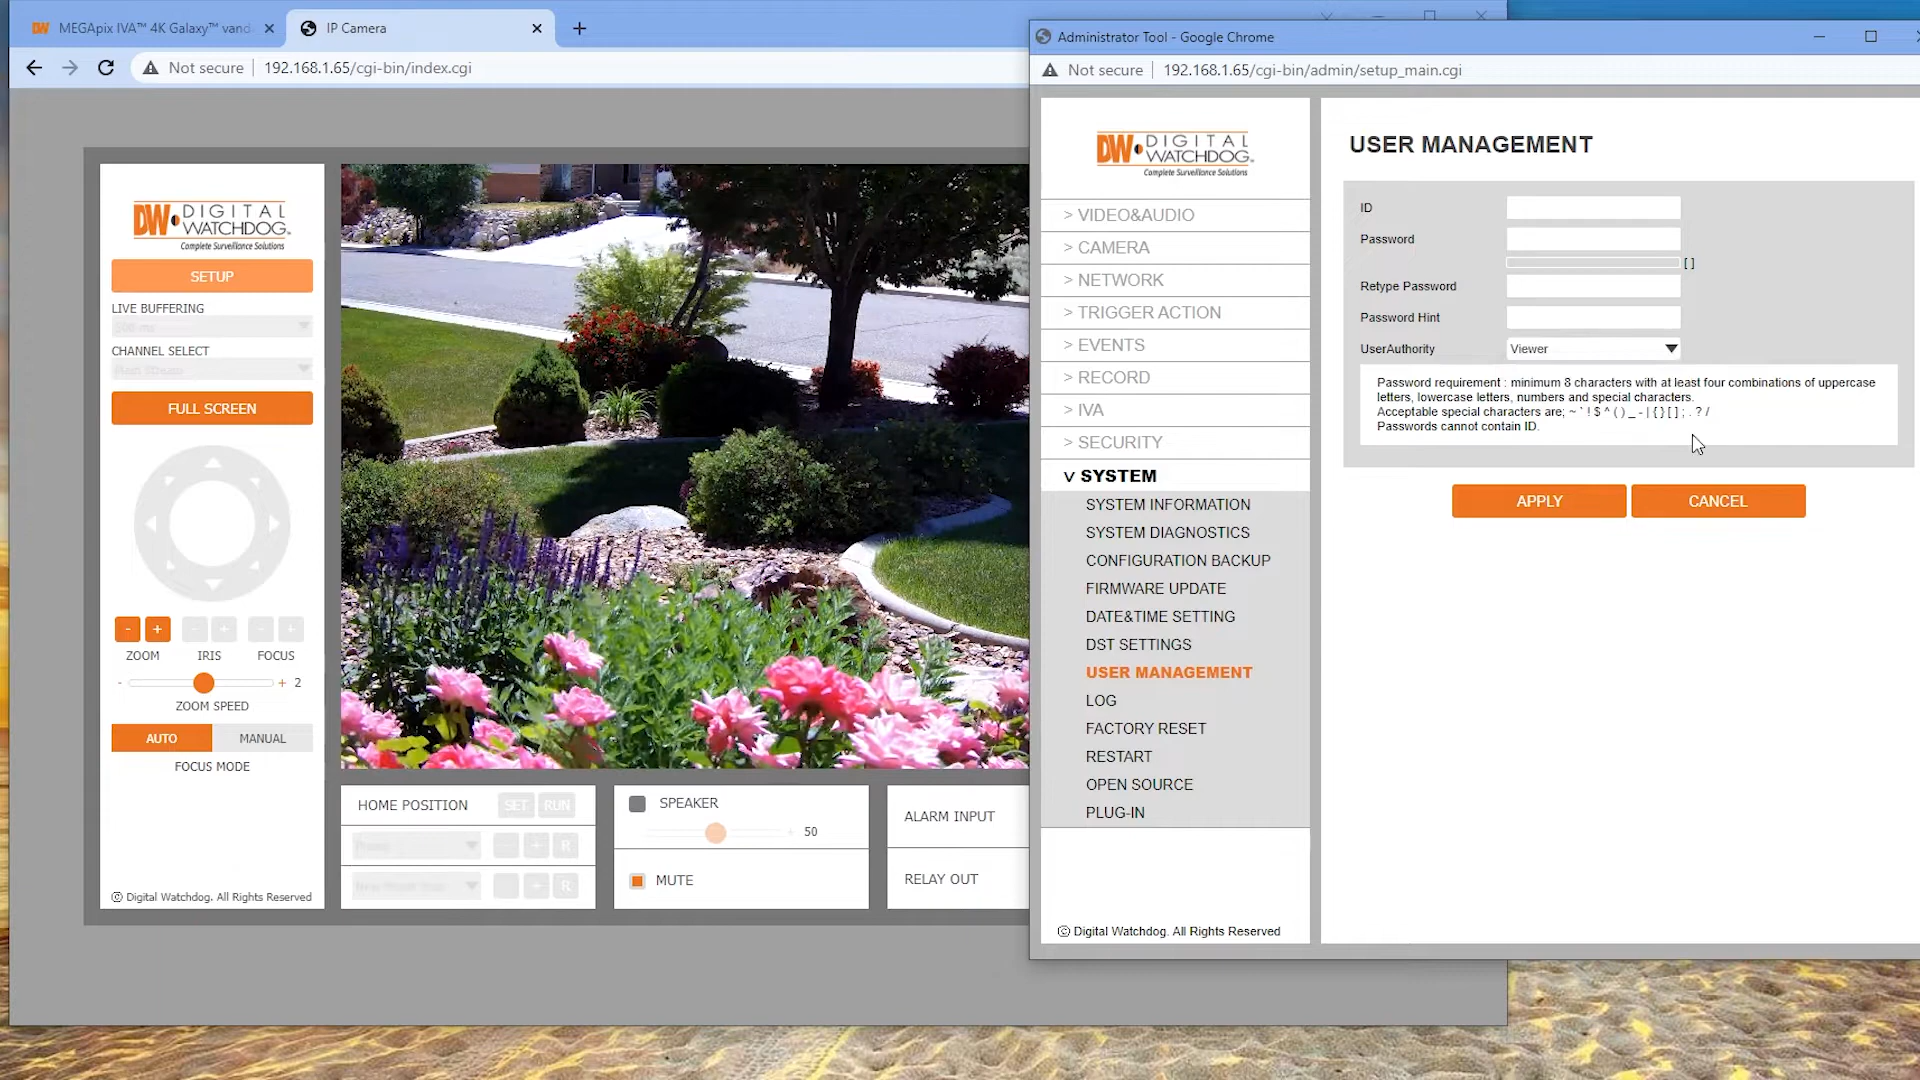 MEGApix IVA™ 4K Galaxy™ vand
IP Camera
Not secure
192.168.1.65/cgi-bin/index.cgi
DW DIGITAL
WATCHDOG
Complete Surveillance Solutions
SETUP
LIVE BUFFERING
500 ms
CHANNEL SELECT
FULL SCREEN
- + - + - +
ZOOM IRIS FOCUS
- + 2
ZOOM SPEED
AUTO MANUAL
FOCUS MODE
© Digital Watchdog. All Rights Reserved
HOME POSITION SET RUN
+ R
+ R
SPEAKER
+ 50
MUTE
ALARM INPUT
RELAY OUT
Administrator Tool - Google Chrome
Not secure
192.168.1.65/cgi-bin/admin/setup_main.cgi
DW DIGITAL
WATCHDOG
Complete Surveillance Solutions
> VIDEO&AUDIO
> CAMERA
> NETWORK
> TRIGGER ACTION
> EVENTS
> RECORD
> IVA
> SECURITY
v SYSTEM
SYSTEM INFORMATION
SYSTEM DIAGNOSTICS
CONFIGURATION BACKUP
FIRMWARE UPDATE
DATE&TIME SETTING
DST SETTINGS
USER MANAGEMENT
LOG
FACTORY RESET
RESTART
OPEN SOURCE
PLUG-IN
© Digital Watchdog. All Rights Reserved
USER MANAGEMENT
ID
Password
[ ]
Retype Password
Password Hint
UserAuthority Viewer
Password requirement : minimum 8 characters with at least four combinations of uppercase
letters, lowercase letters, numbers and special characters.
Acceptable special characters are; ~ ` ! $ ^ ( ) _ - | { } [ ] ; . ? /
Passwords cannot contain ID.
APPLY CANCEL